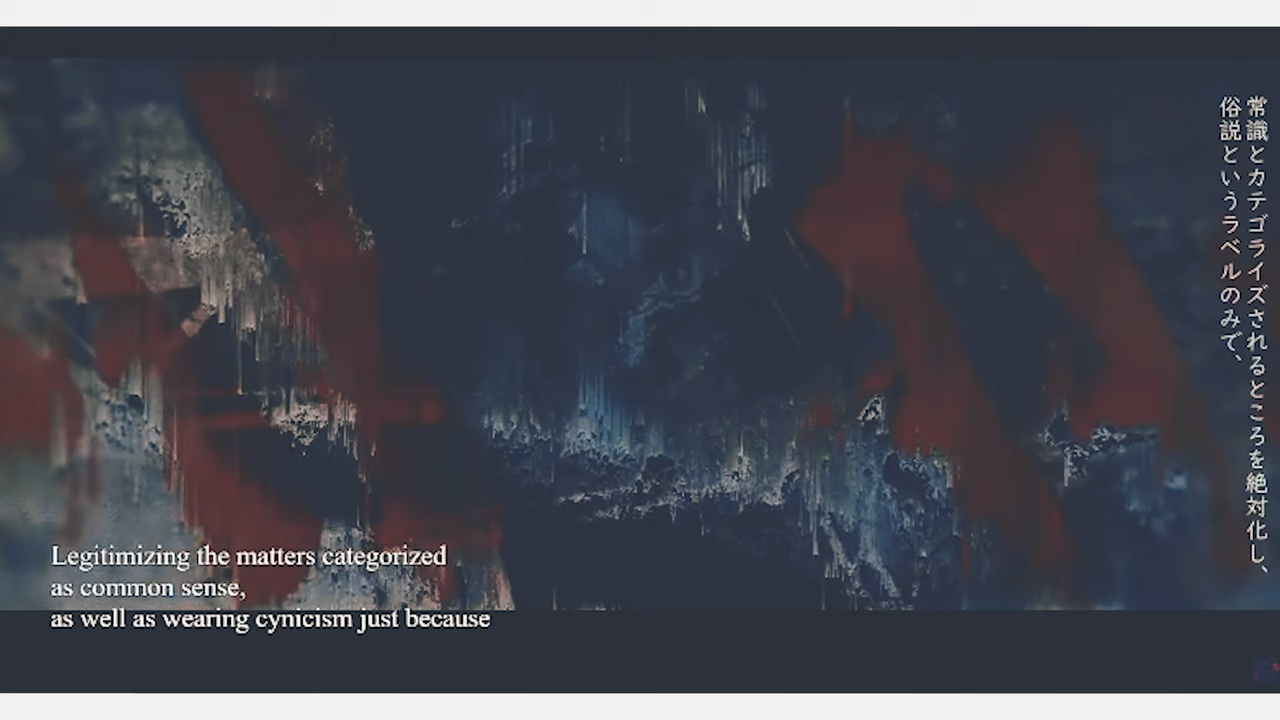 常識とカテゴライズされるところを絶対化し、
俗説というラベルのみで、
Legitimizing the matters categorized
as common sense,
as well as wearing cynicism just because